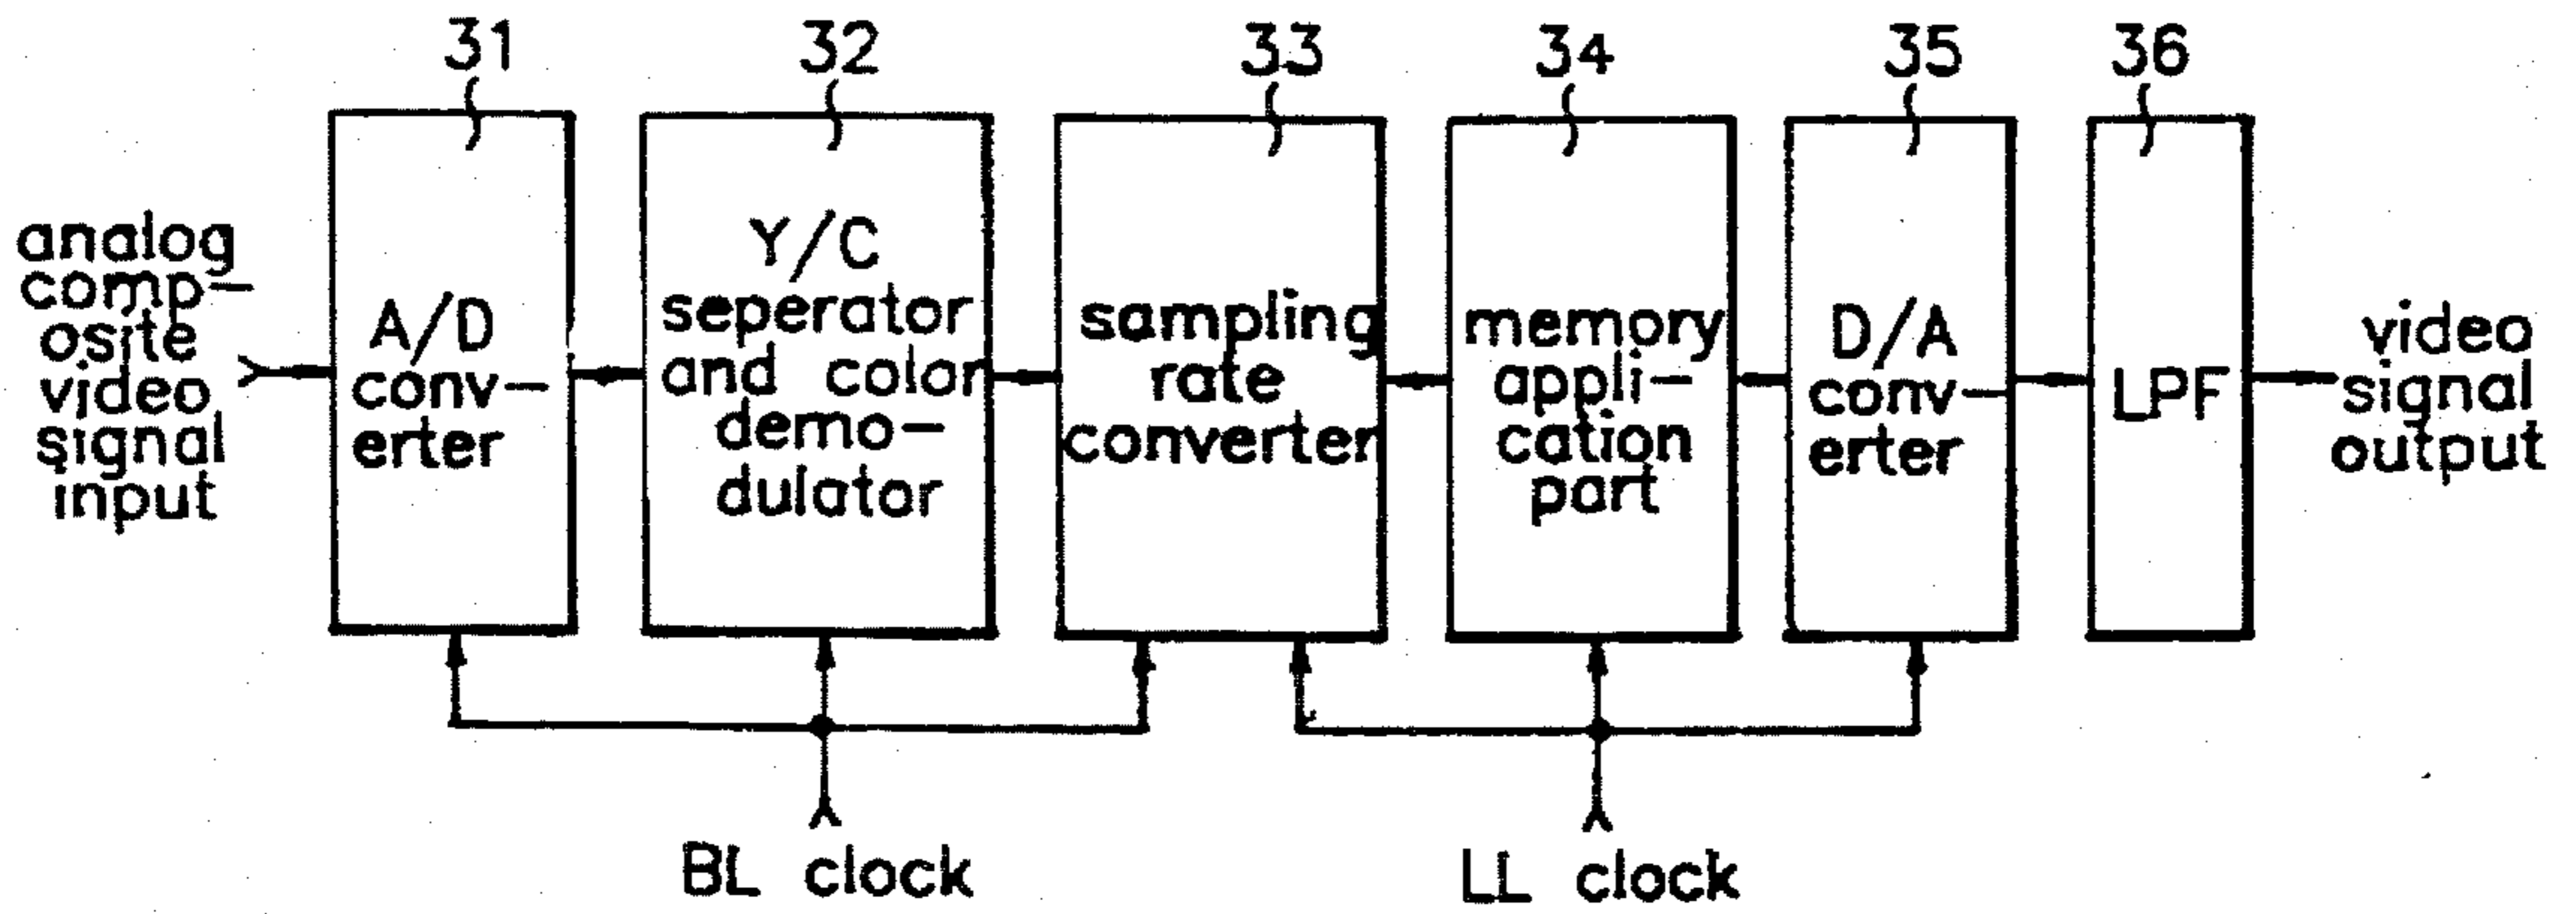 31
32
33
34
35
36
analog
comp-
osite
video
signal
input
A/D
conv-
erter
Y/C
seperator
and color
demo-
dulator
sampling
rate
converter
memory
appli-
cation
part
D/A
conv-
erter
LPF
video
signal
output
BL clock
LL clock